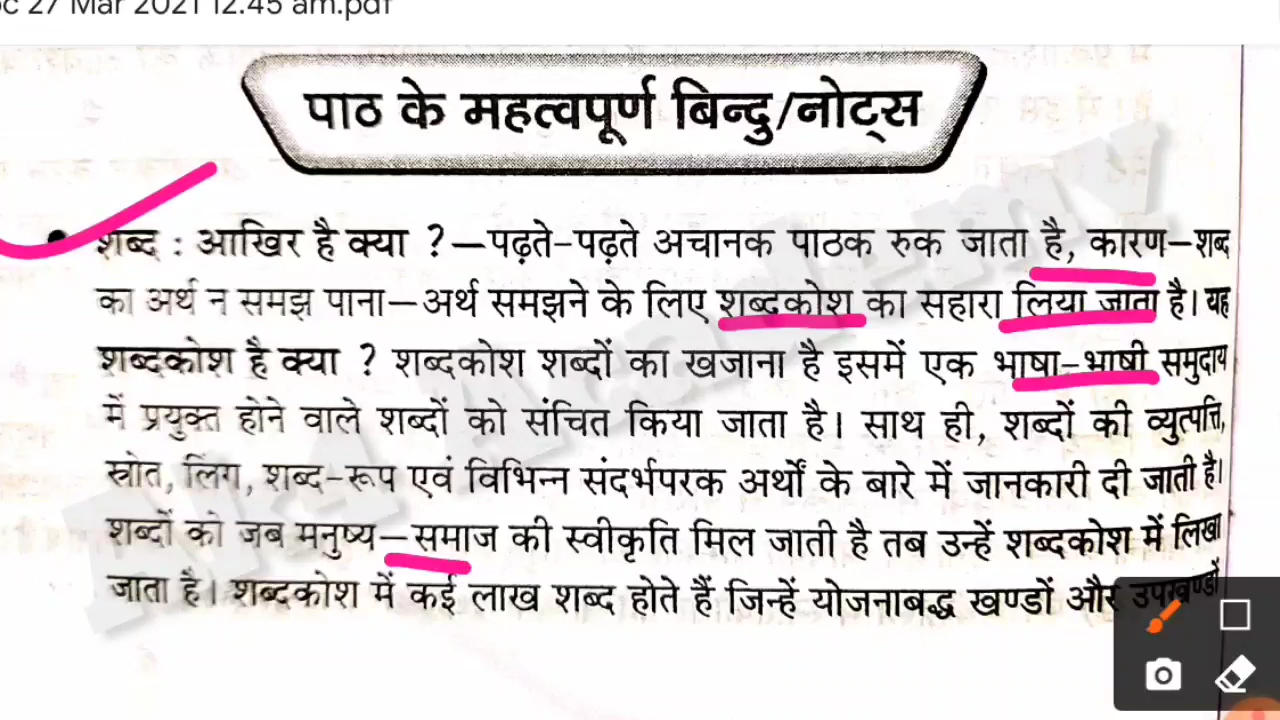 c 27 Mar 2021 12.45 am.pdf
पाठ के महत्वपूर्ण बिन्दु/नोट्स
शब्द : आखिर है क्या ?—पढ़ते-पढ़ते अचानक पाठक रुक जाता है, कारण—शब्द
का अर्थ न समझ पाना—अर्थ समझने के लिए शब्दकोश का सहारा लिया जाता है। यह
शब्दकोश है क्या ? शब्दकोश शब्दों का खजाना है इसमें एक भाषा-भाषी समुदाय
में प्रयुक्त होने वाले शब्दों को संचित किया जाता है। साथ ही, शब्दों की व्युत्पत्ति,
स्रोत, लिंग, शब्द-रूप एवं विभिन्न संदर्भपरक अर्थों के बारे में जानकारी दी जाती है।
शब्दों को जब मनुष्य—समाज की स्वीकृति मिल जाती है तब उन्हें शब्दकोश में लिखा
जाता है। शब्दकोश में कई लाख शब्द होते हैं जिन्हें योजनाबद्ध खण्डों और उपखण्डों